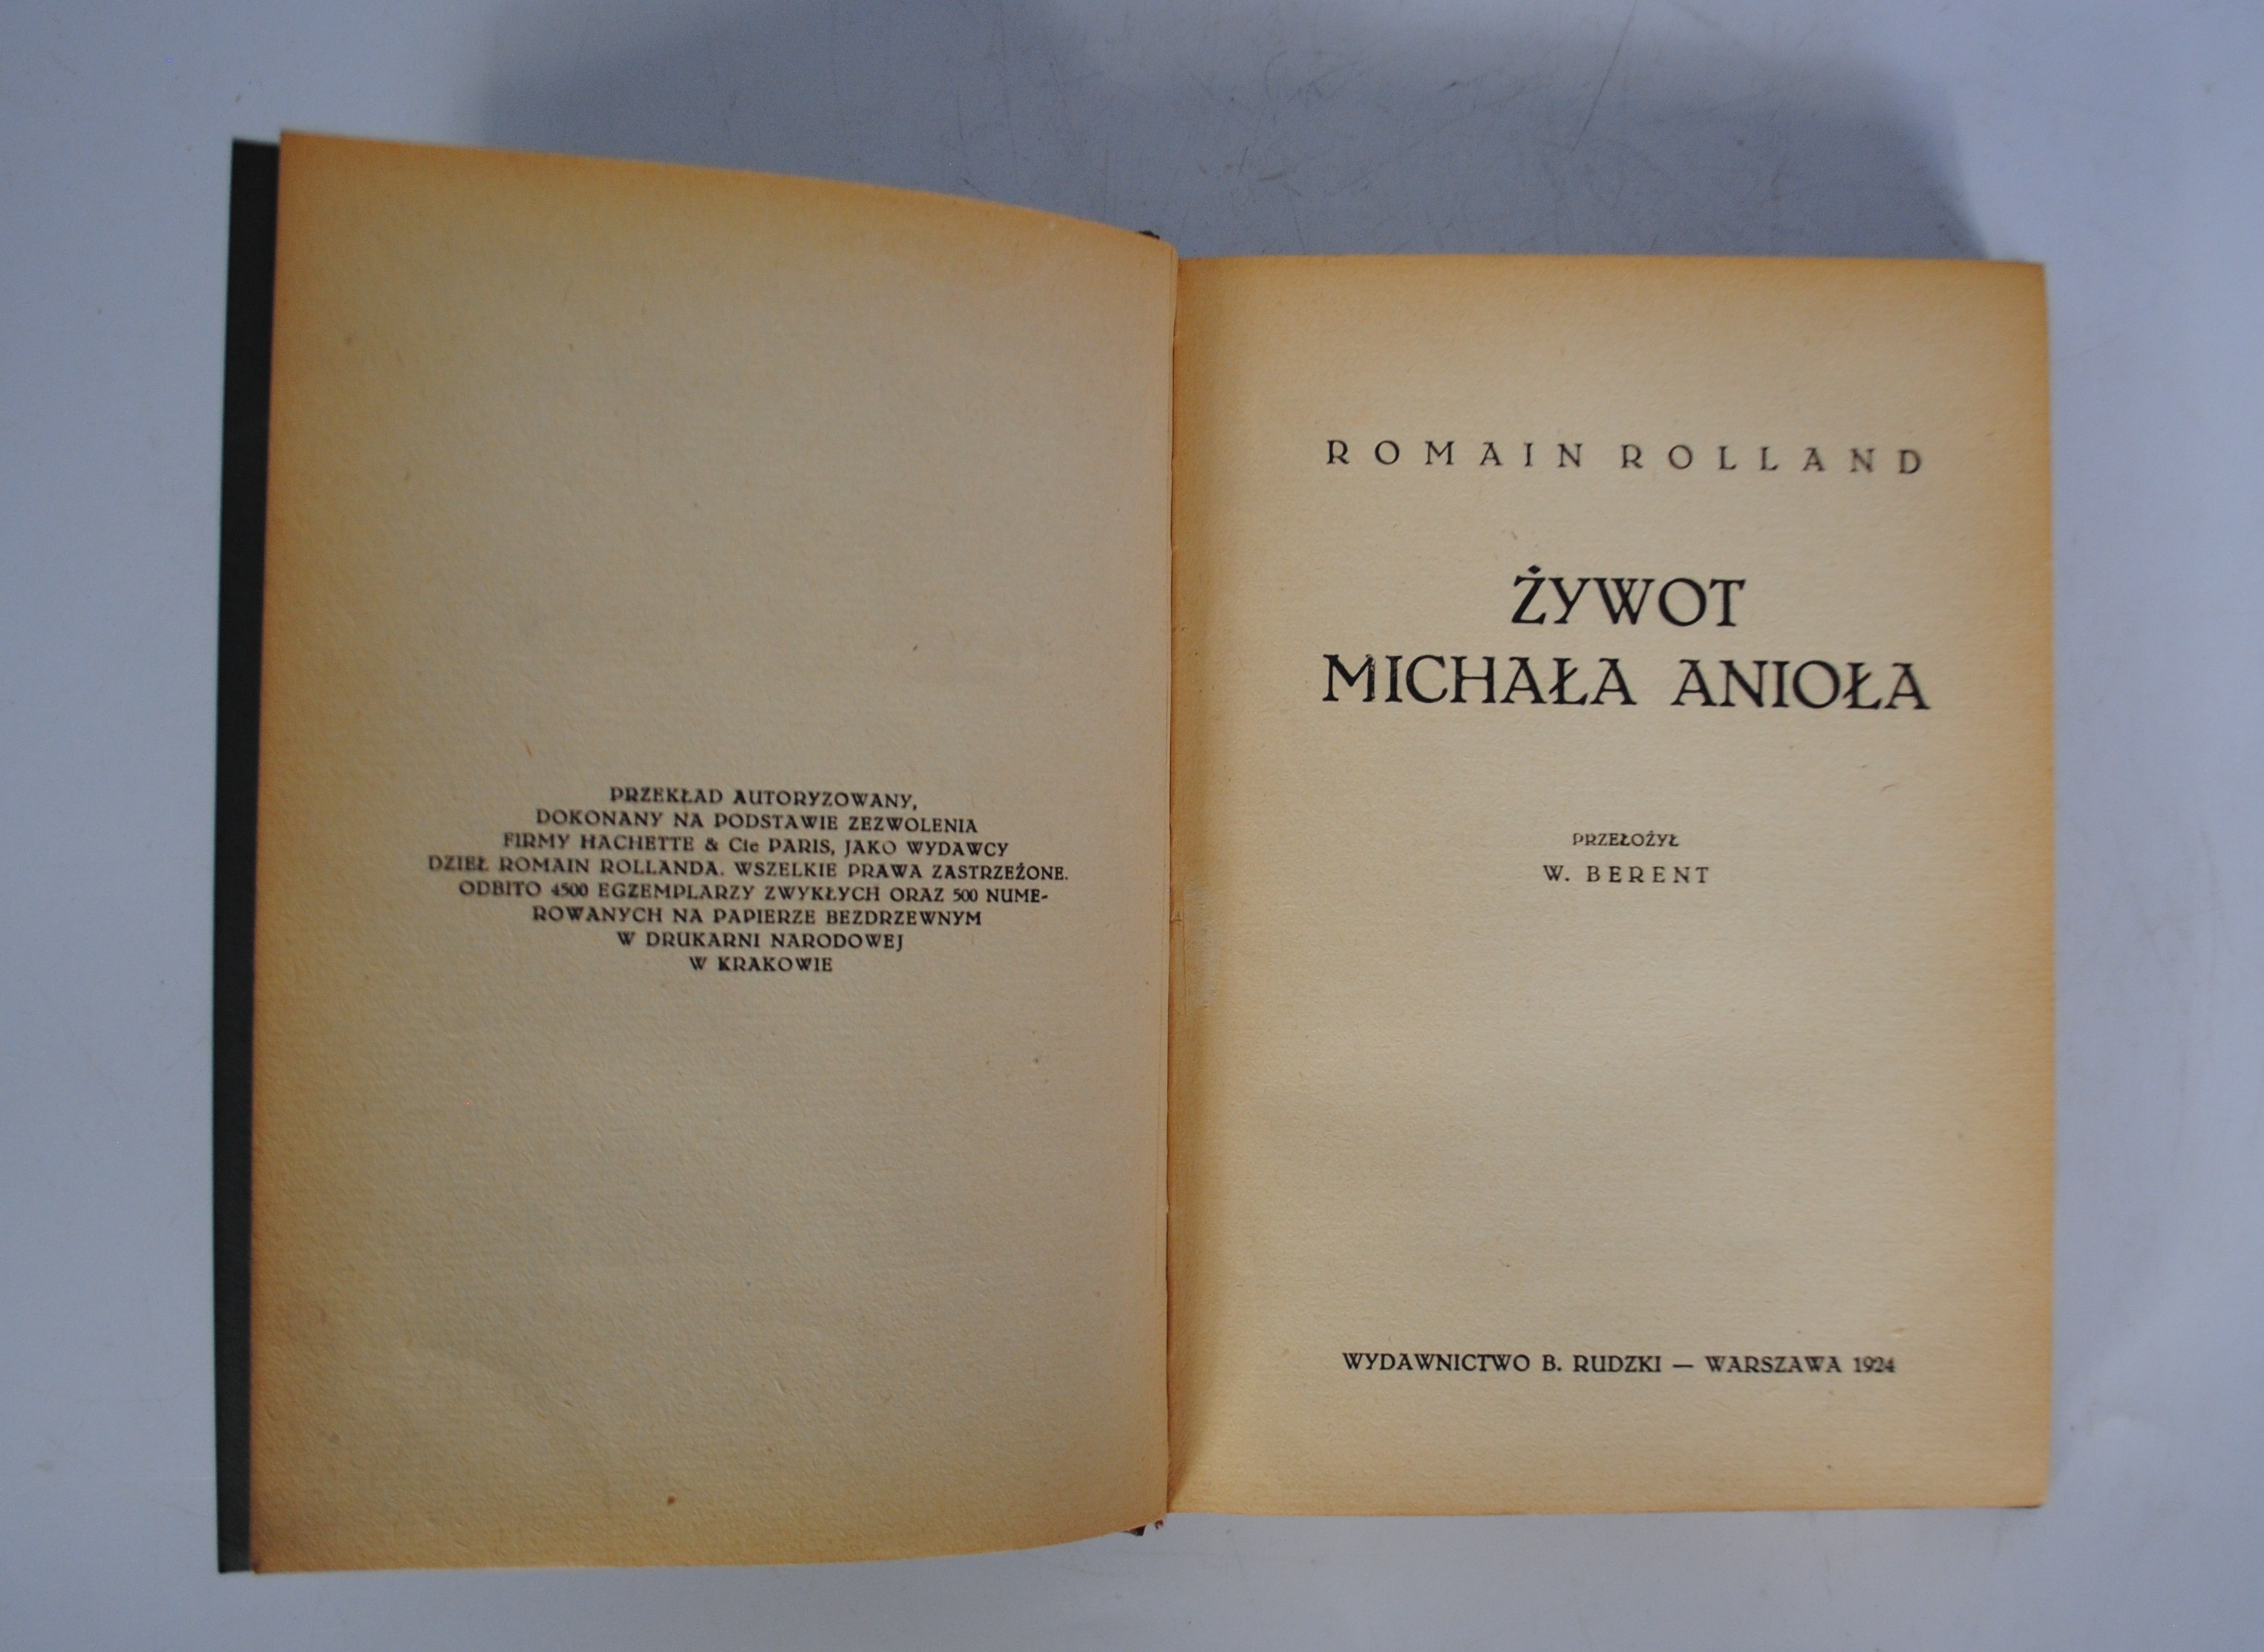 PRZEKŁAD AUTORYZOWANY,
DOKONANY NA PODSTAWIE ZEZWOLENIA
FIRMY HACHETTE & Cie PARIS, JAKO WYDAWCY
DZIEŁ ROMAIN ROLLANDA. WSZELKIE PRAWA ZASTRZEŻONE.
ODBITO 4500 EGZEMPLARZY ZWYKŁYCH ORAZ 500 NUME-
ROWANYCH NA PAPIERZE BEZDRZEWNYM
W DRUKARNI NARODOWEJ
W KRAKOWIE
ROMAIN ROLLAND
ŻYWOT
MICHAŁA ANIOŁA
PRZEŁOŻYŁ
W. BERENT
WYDAWNICTWO B. RUDZKI — WARSZAWA 1924